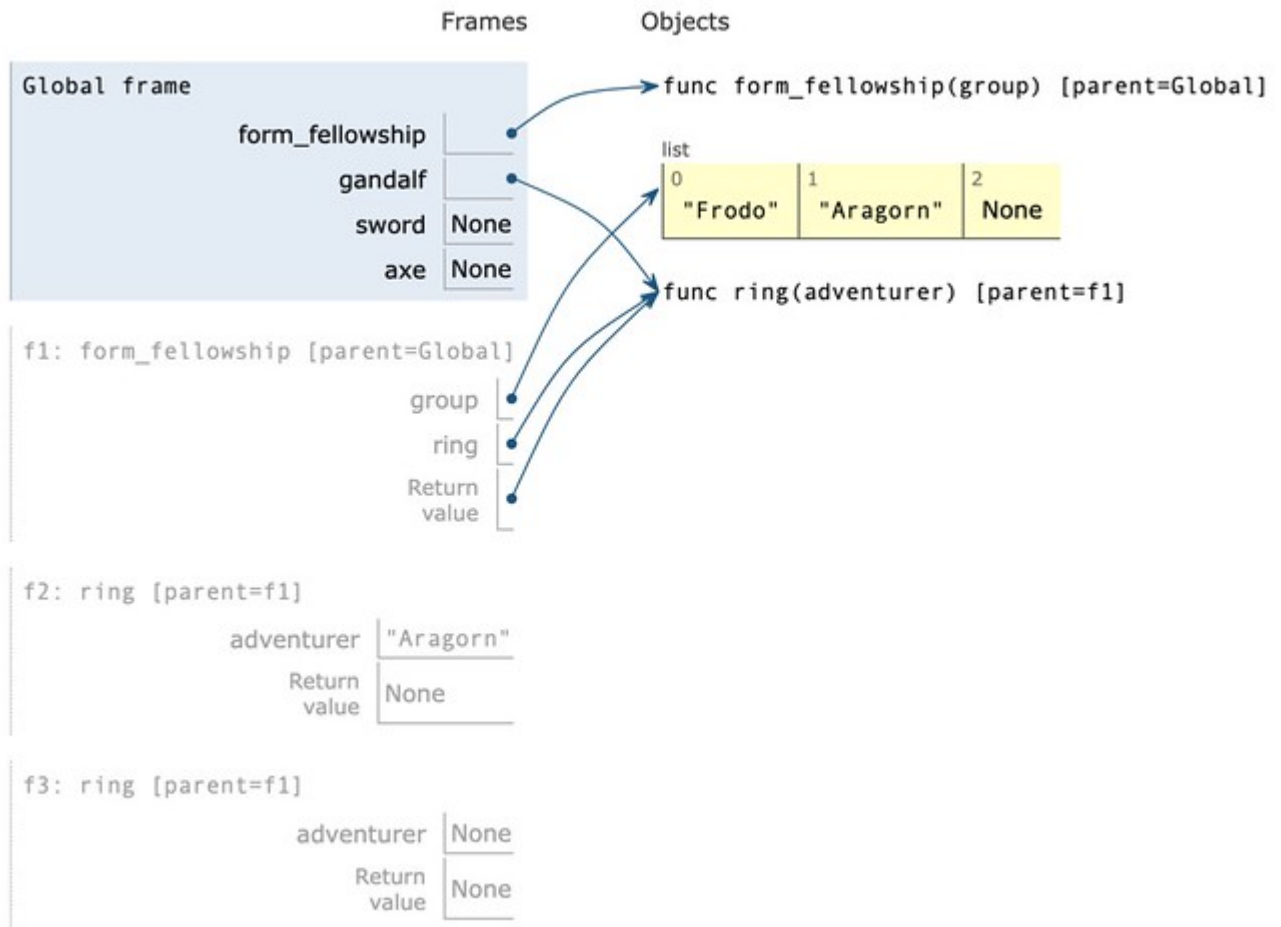 Frames Objects
Global frame
form_fellowship
gandalf
sword None
axe None
func form_fellowship(group) [parent=Global]
list
0 1 2
"Frodo" "Aragorn" None
func ring(adventurer) [parent=f1]
f1: form_fellowship [parent=Global]
group
ring
Return
value
f2: ring [parent=f1]
adventurer "Aragorn"
Return
value None
f3: ring [parent=f1]
adventurer None
Return
value None